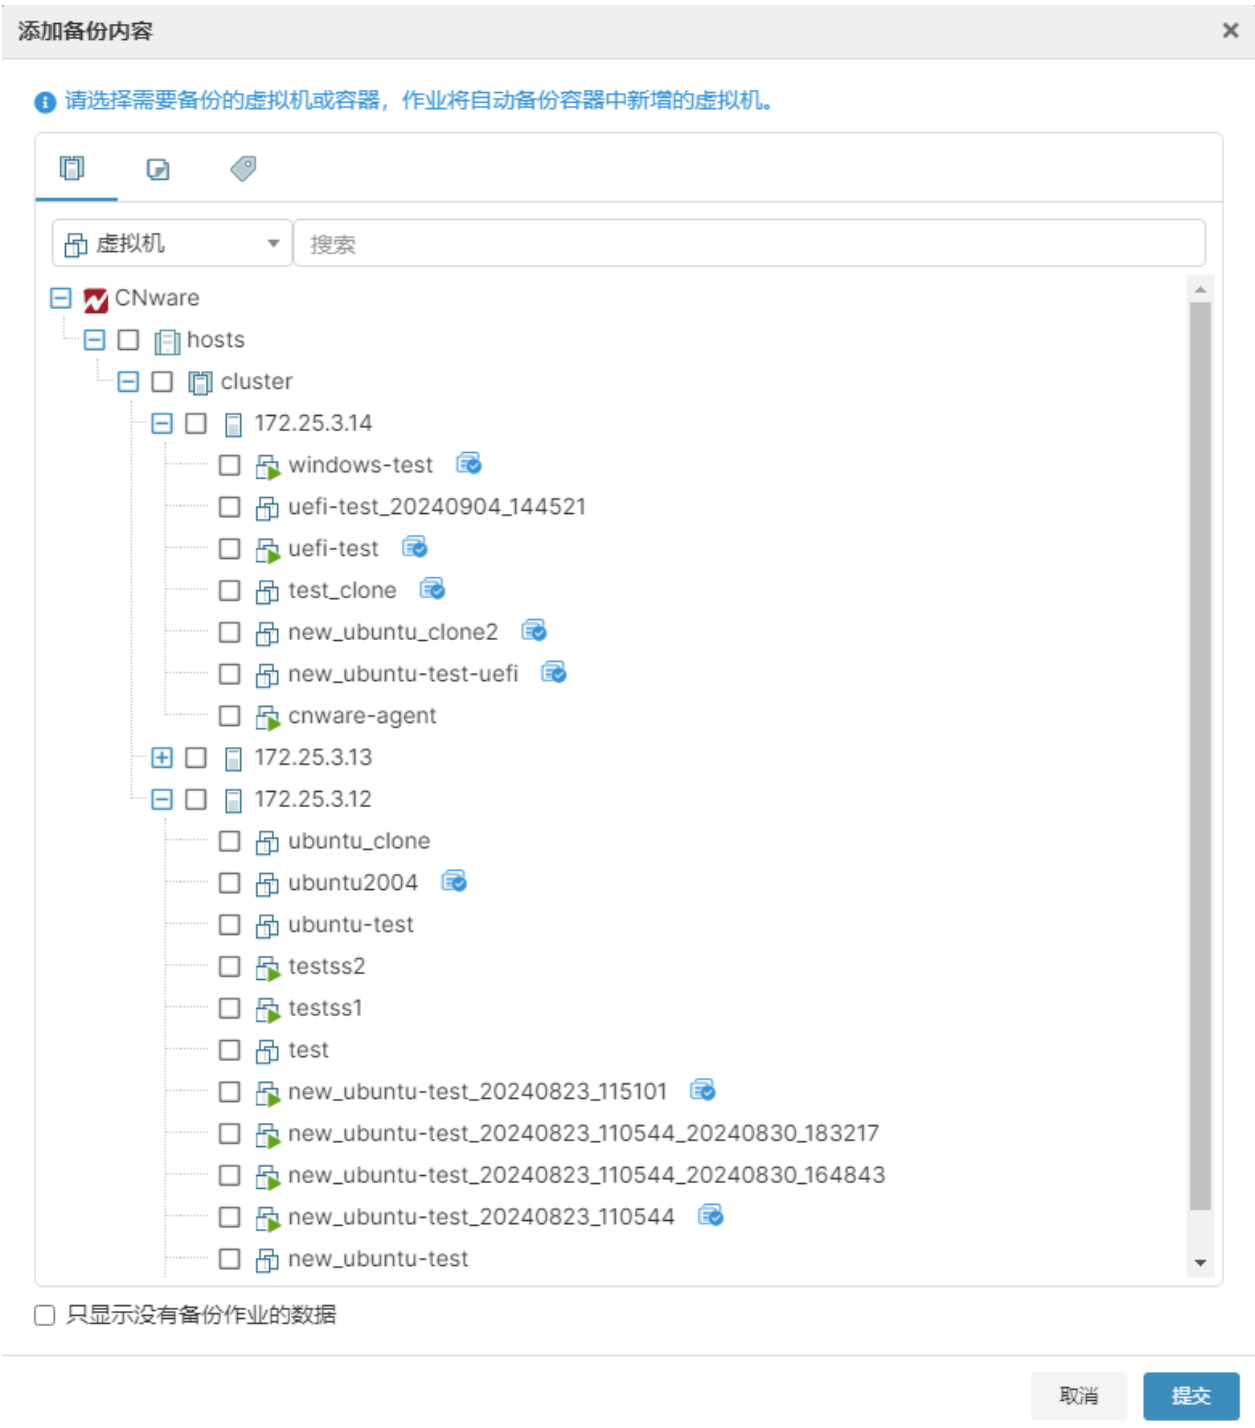 添加备份内容
请选择需要备份的虚拟机或容器，作业将自动备份容器中新增的虚拟机。
虚拟机 搜索
CNware
hosts
cluster
172.25.3.14
windows-test
uefi-test_20240904_144521
uefi-test
test_clone
new_ubuntu_clone2
new_ubuntu-test-uefi
cnware-agent
172.25.3.13
172.25.3.12
ubuntu_clone
ubuntu2004
ubuntu-test
testss2
testss1
test
new_ubuntu-test_20240823_115101
new_ubuntu-test_20240823_110544_20240830_183217
new_ubuntu-test_20240823_110544_20240830_164843
new_ubuntu-test_20240823_110544
new_ubuntu-test
只显示没有备份作业的数据
取消 提交